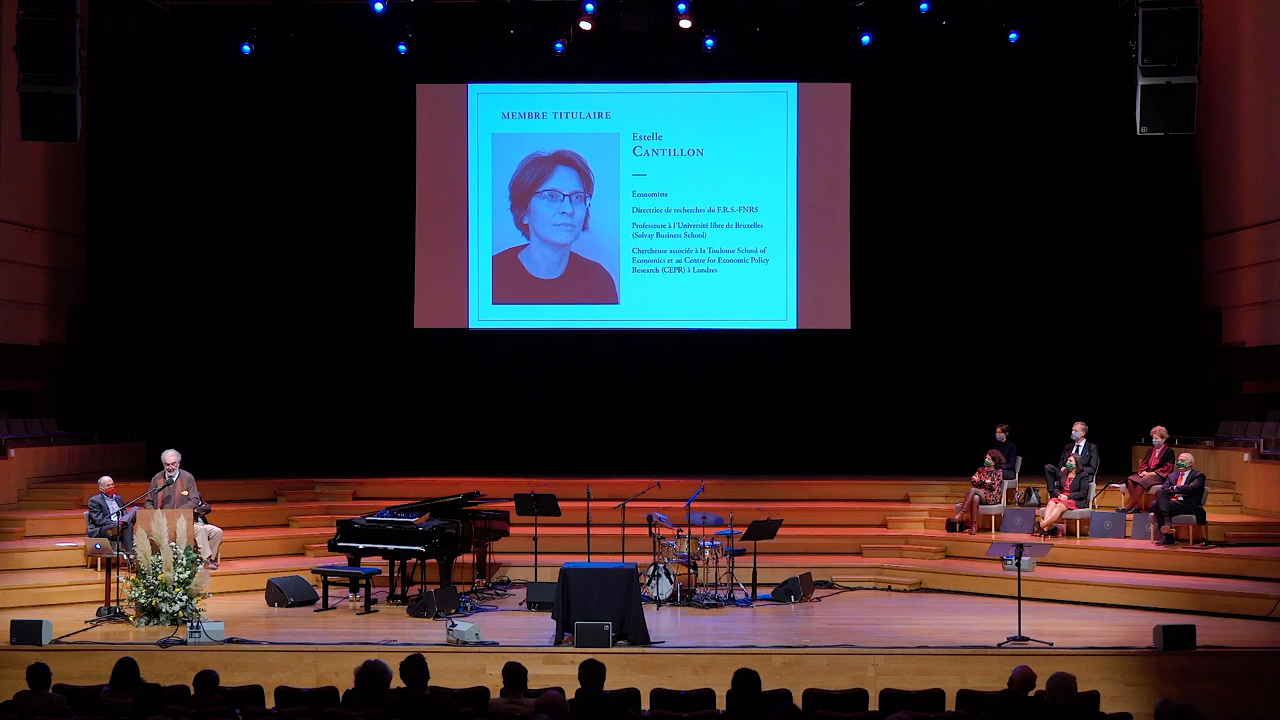 MEMBRE TITULAIRE
Estelle
CANTILLON
Économiste
Directrice de recherches du F.R.S.-FNRS
Professeure à l'Université libre de Bruxelles
(Solvay Business School)
Chercheuse associée à la Toulouse School of
Economics et au Centre for Economic Policy
Research (CEPR) à Londres